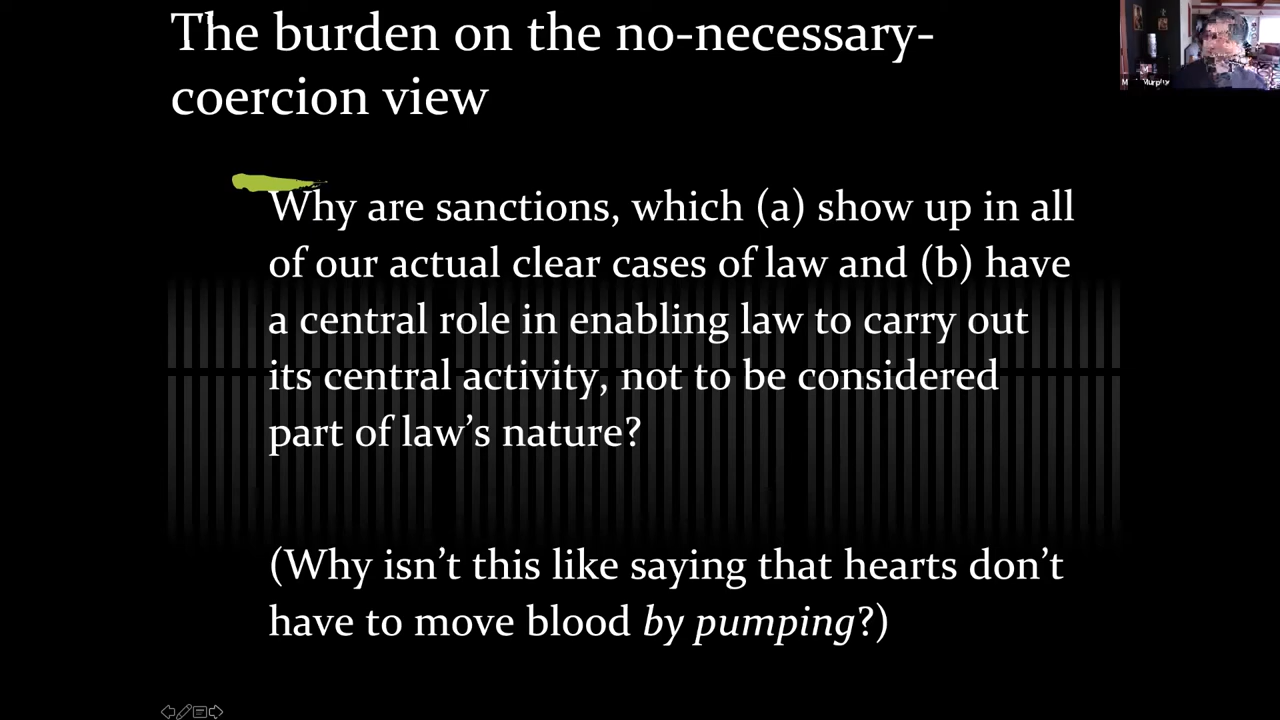 The burden on the no-necessary-
coercion view
Why are sanctions, which (a) show up in all
of our actual clear cases of law and (b) have
a central role in enabling law to carry out
its central activity, not to be considered
part of law’s nature?
(Why isn’t this like saying that hearts don’t
have to move blood by pumping?)